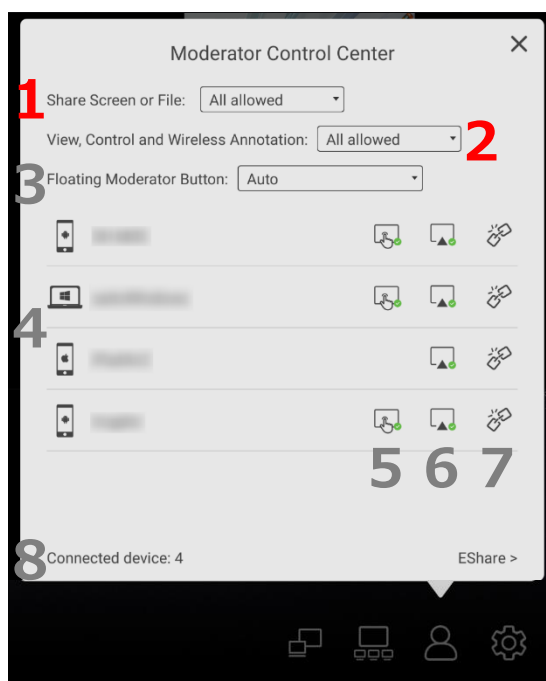 Moderator Control Center
1 Share Screen or File: All allowed
View, Control and Wireless Annotation: All allowed 2
3 Floating Moderator Button: Auto
4
5 6 7
8 Connected device: 4 EShare >